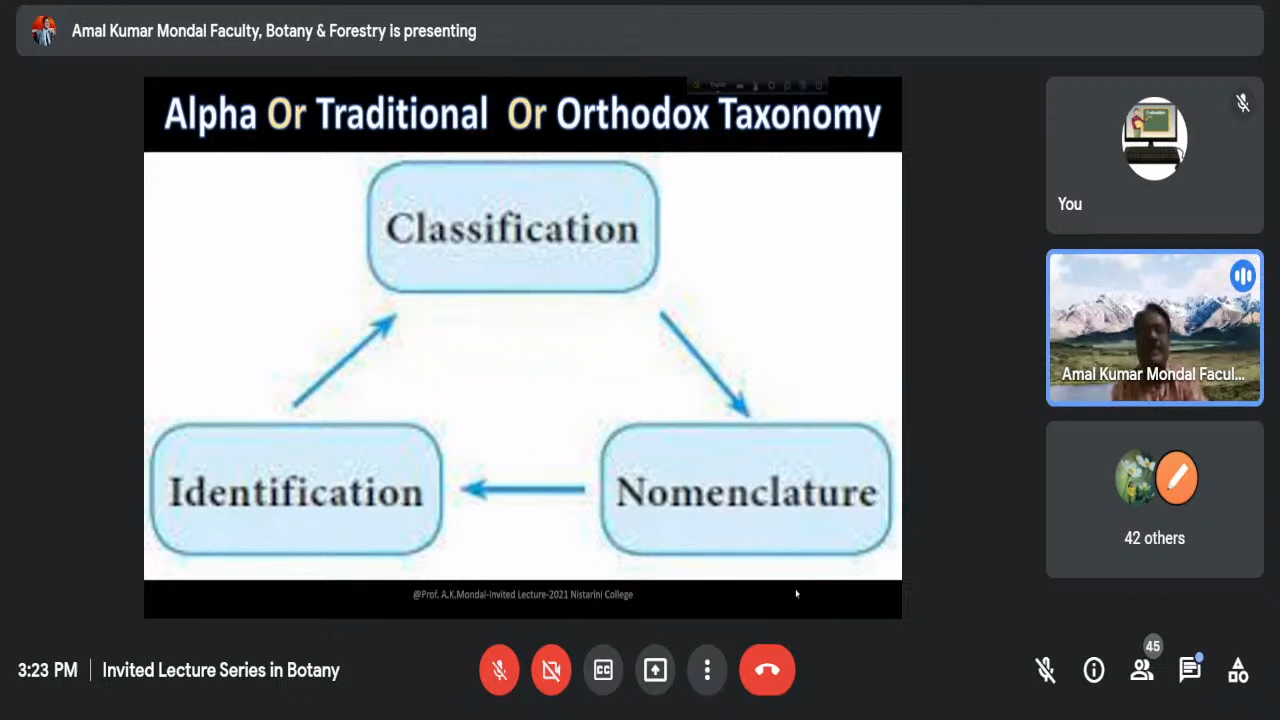 Amal Kumar Mondal Faculty, Botany & Forestry is presenting
Alpha Or Traditional Or Orthodox Taxonomy
Classification
Identification
Nomenclature
@Prof. A.K.Mondal-Invited Lecture-2021 Nistarini College
You
Amal Kumar Mondal Facul...
42 others
3:23 PM
Invited Lecture Series in Botany
CC
45